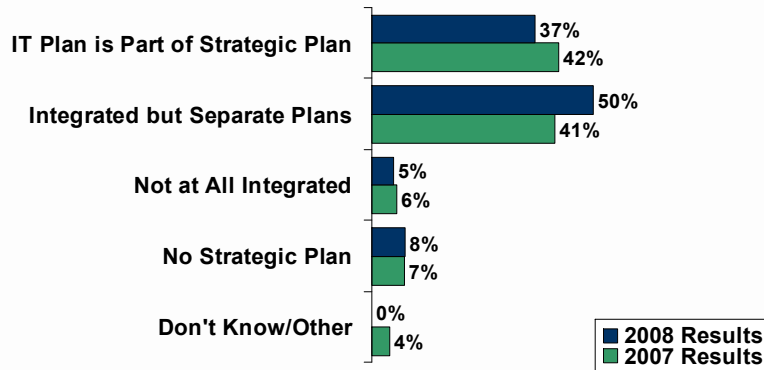 IT Plan is Part of Strategic Plan
37%
42%
Integrated but Separate Plans
50%
41%
Not at All Integrated
5%
6%
No Strategic Plan
8%
7%
Don't Know/Other
0%
4%
2008 Results
2007 Results